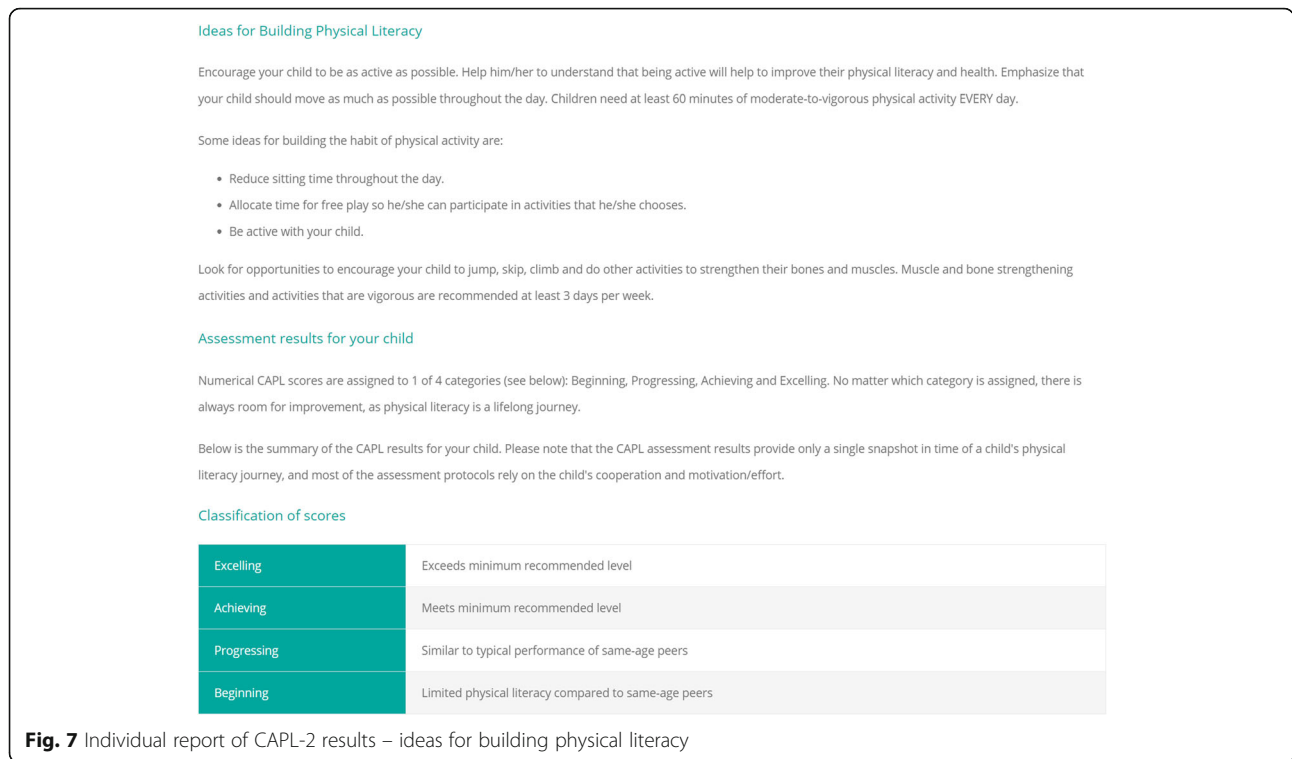 Ideas for Building Physical Literacy
Encourage your child to be as active as possible. Help him/her to understand that being active will help to improve their physical literacy and health. Emphasize that
your child should move as much as possible throughout the day. Children need at least 60 minutes of moderate-to-vigorous physical activity EVERY day.
Some ideas for building the habit of physical activity are:
• Reduce sitting time throughout the day.
• Allocate time for free play so he/she can participate in activities that he/she chooses.
• Be active with your child.
Look for opportunities to encourage your child to jump, skip, climb and do other activities to strengthen their bones and muscles. Muscle and bone strengthening
activities and activities that are vigorous are recommended at least 3 days per week.
Assessment results for your child
Numerical CAPL scores are assigned to 1 of 4 categories (see below): Beginning, Progressing, Achieving and Excelling. No matter which category is assigned, there is
always room for improvement, as physical literacy is a lifelong journey.
Below is the summary of the CAPL results for your child. Please note that the CAPL assessment results provide only a single snapshot in time of a child's physical
literacy journey, and most of the assessment protocols rely on the child's cooperation and motivation/effort.
Classification of scores
Excelling Exceeds minimum recommended level
Achieving Meets minimum recommended level
Progressing Similar to typical performance of same-age peers
Beginning Limited physical literacy compared to same-age peers
Fig. 7 Individual report of CAPL-2 results – ideas for building physical literacy